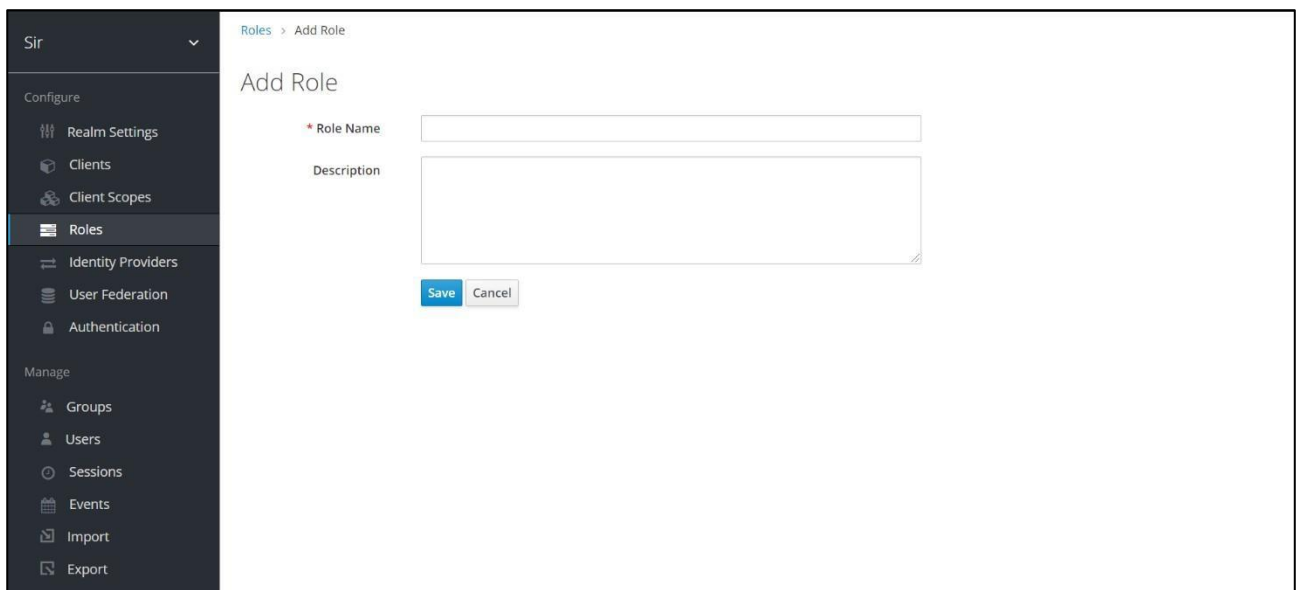 Sir
Configure
Realm Settings
Clients
Client Scopes
Roles
Identity Providers
User Federation
Authentication
Manage
Groups
Users
Sessions
Events
Import
Export
Roles > Add Role
Add Role
* Role Name
Description
Save Cancel